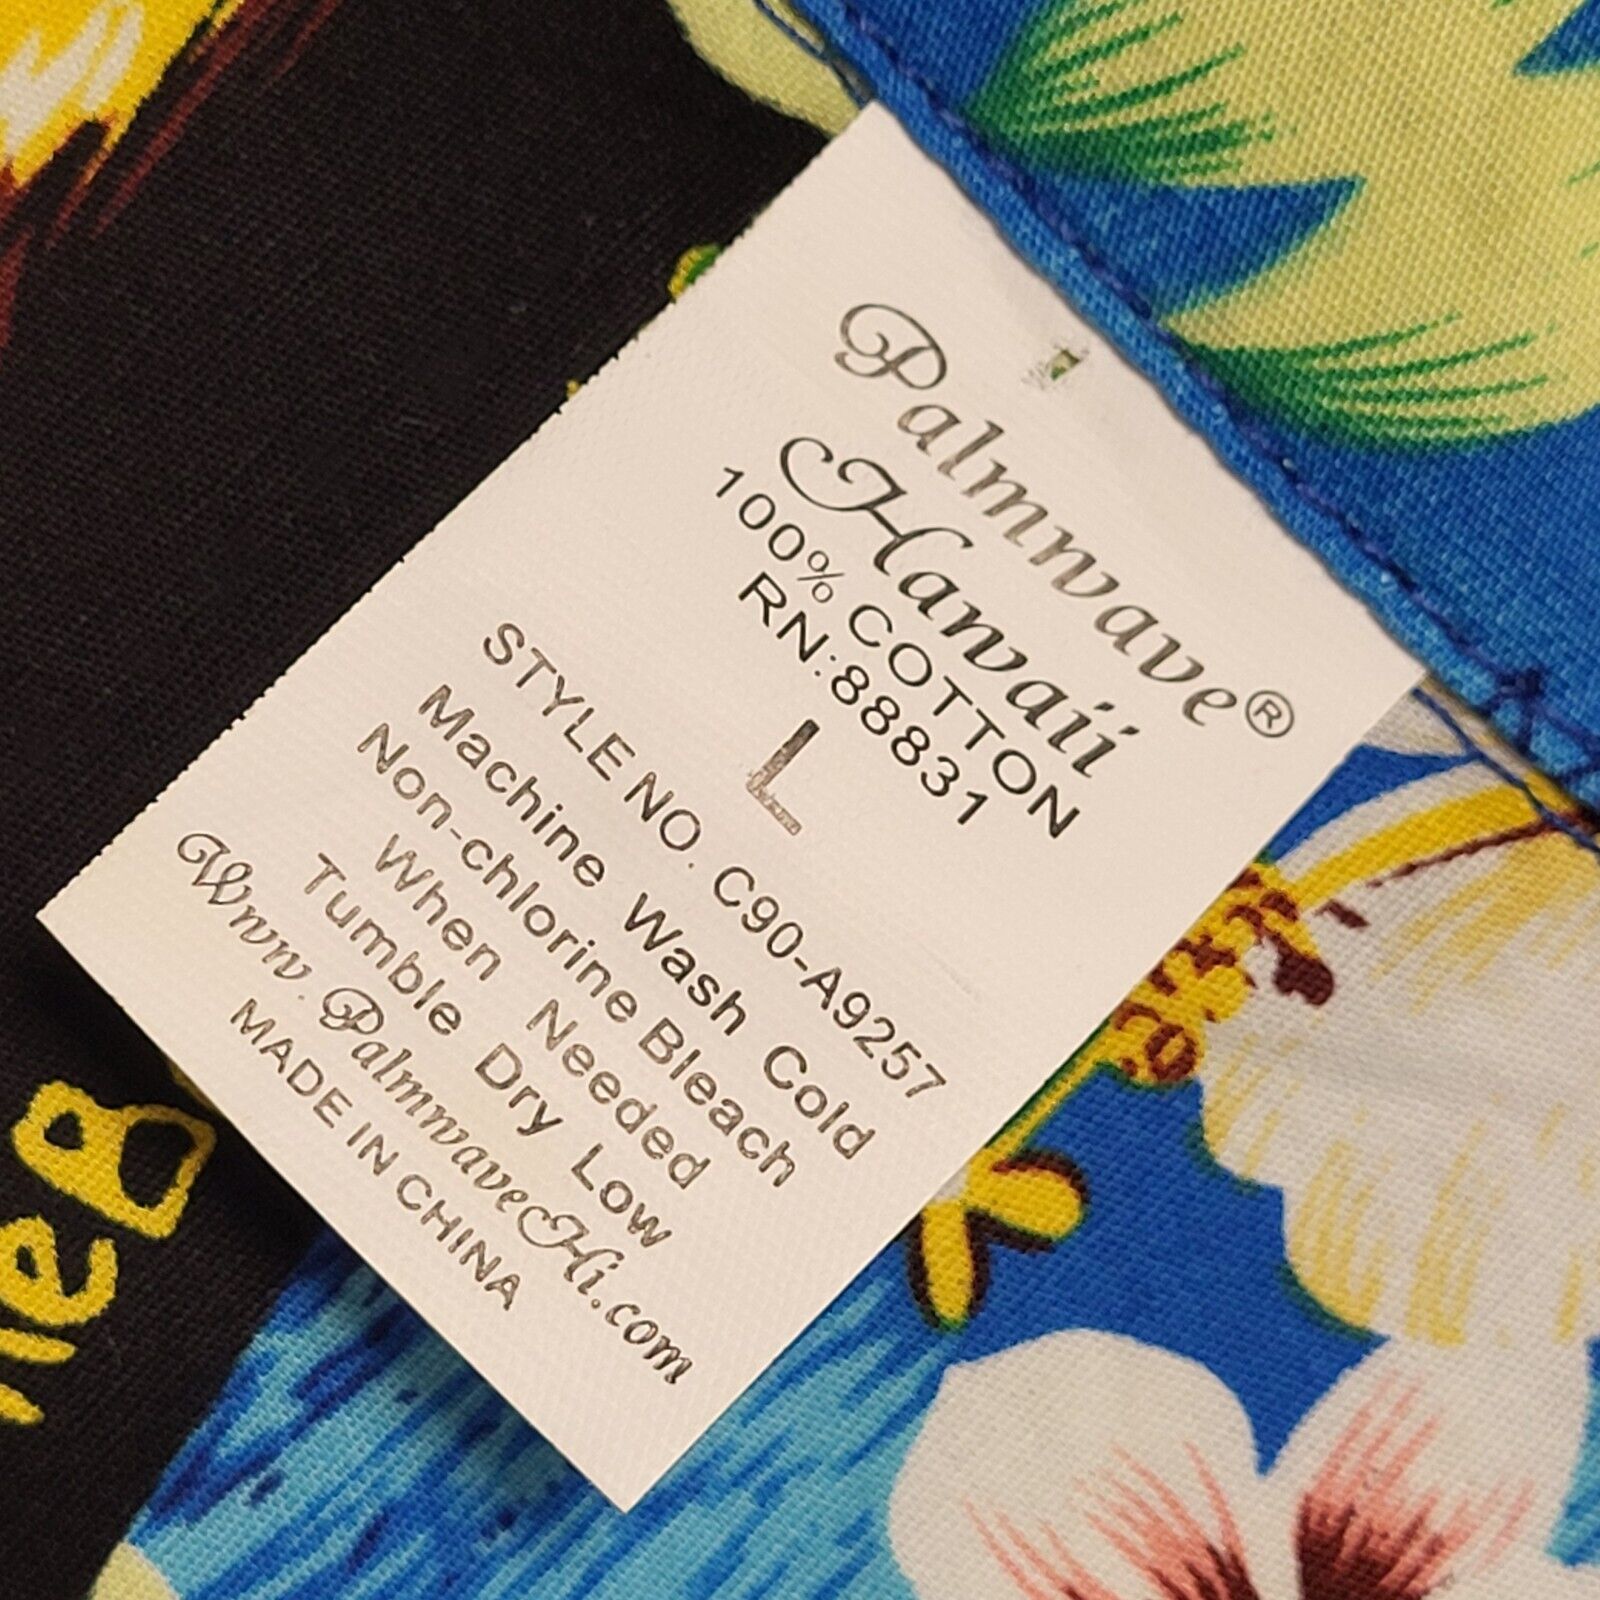 Palmwave®
Hawaii
100% COTTON
RN:88831
L
STYLE NO. C90-A9257
Machine Wash Cold
Non-chlorine Bleach
When Needed
Tumble Dry Low
Www.PalmwaveHi.com
MADE IN CHINA